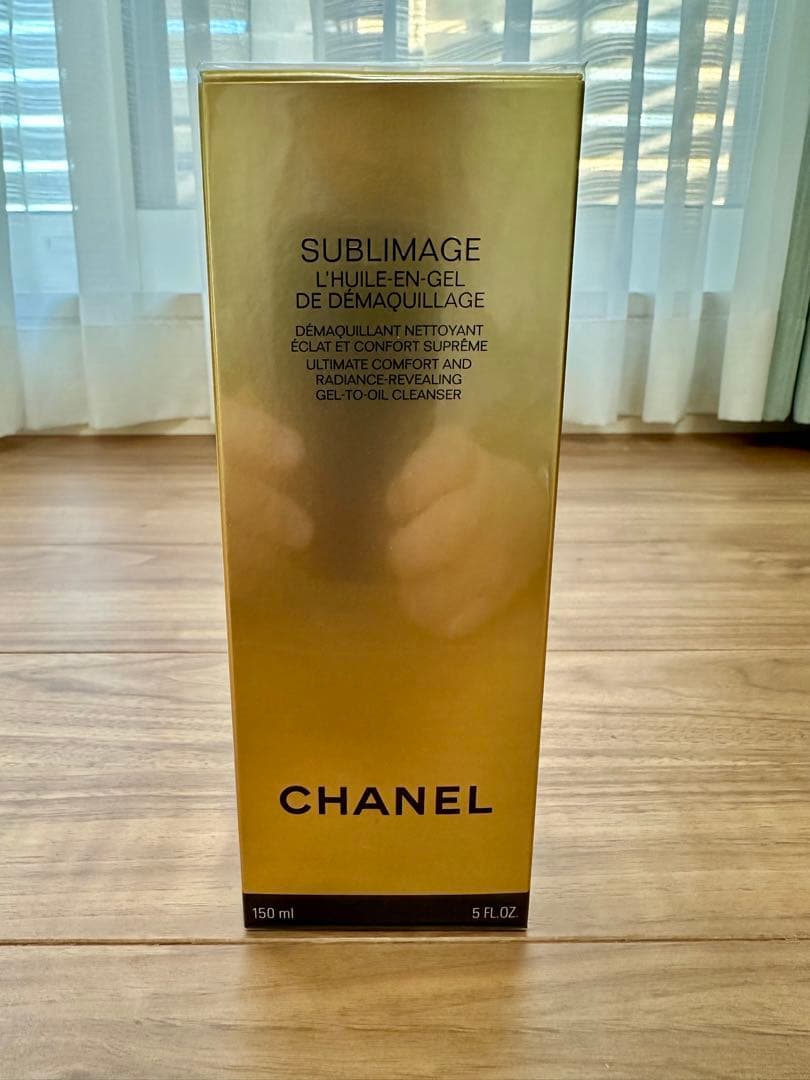 SUBLIMAGE
L'HUILE-EN-GEL
DE DÉMAQUILLAGE
DÉMAQUILLANT NETTOYANT
ÉCLAT ET CONFORT SUPRÊME
ULTIMATE COMFORT AND
RADIANCE-REVEALING
GEL-TO-OIL CLEANSER
CHANEL
150 ml 5 FL.OZ.